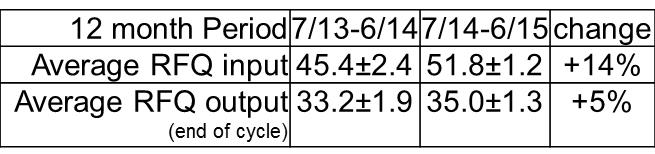 12 month Period 7/13-6/14 7/14-6/15 change
Average RFQ input 45.4±2.4 51.8±1.2 +14%
Average RFQ output 33.2±1.9 35.0±1.3 +5%
(end of cycle)